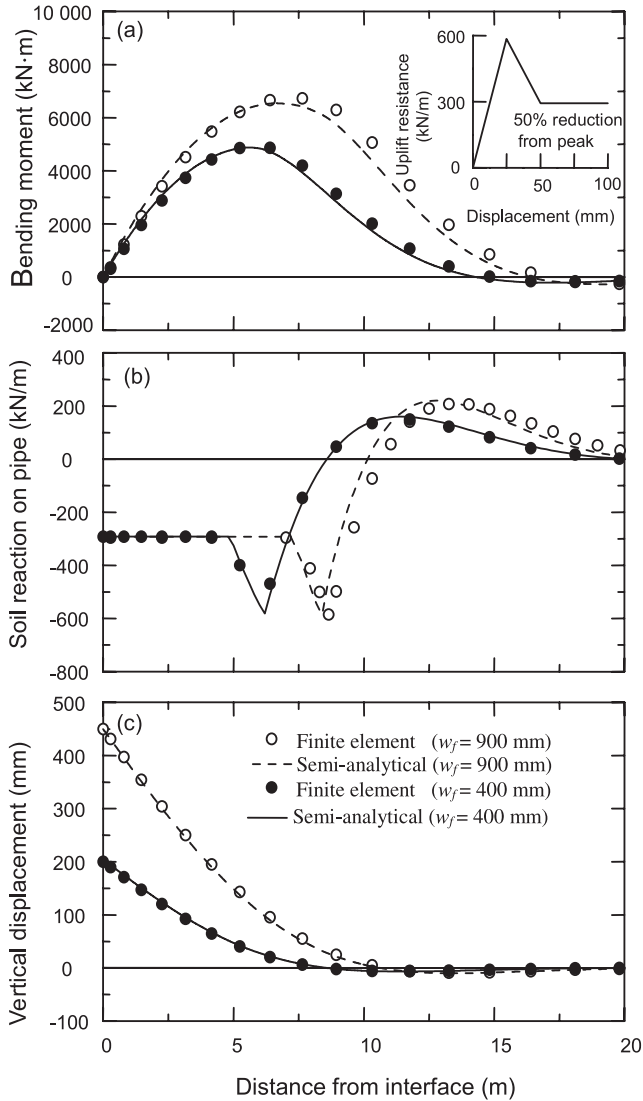 (a)
Bending moment (kN·m)
10 000
8000
6000
4000
2000
0
-2000
Uplift resistance
(kN/m)
600
300
0
50% reduction
from peak
0
50
100
Displacement (mm)
(b)
Soil reaction on pipe (kN/m)
400
200
0
-200
-400
-600
-800
(c)
Vertical displacement (mm)
500
400
300
200
100
0
-100
Finite element (wf= 900 mm)
Semi-analytical (wf= 900 mm)
Finite element (wf= 400 mm)
Semi-analytical (wf= 400 mm)
0
5
10
15
20
Distance from interface (m)